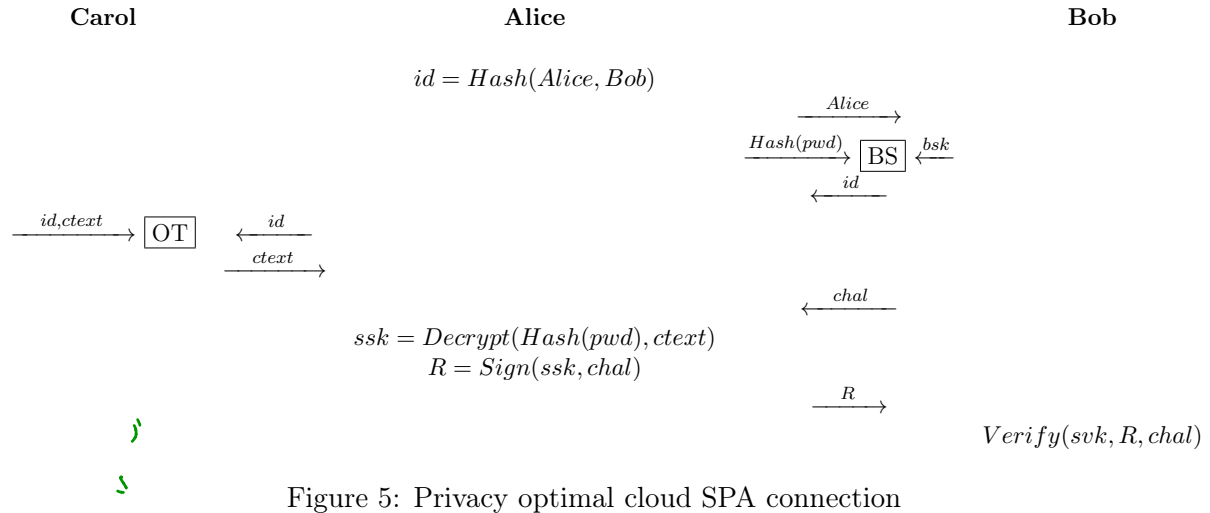 Carol Alice Bob
id = Hash(Alice, Bob)
Alice
Hash(pwd) BS bsk
id
id,ctext OT id
ctext
chal
ssk = Decrypt(Hash(pwd), ctext)
R = Sign(ssk, chal)
R
Verify(svk, R, chal)
Figure 5: Privacy optimal cloud SPA connection